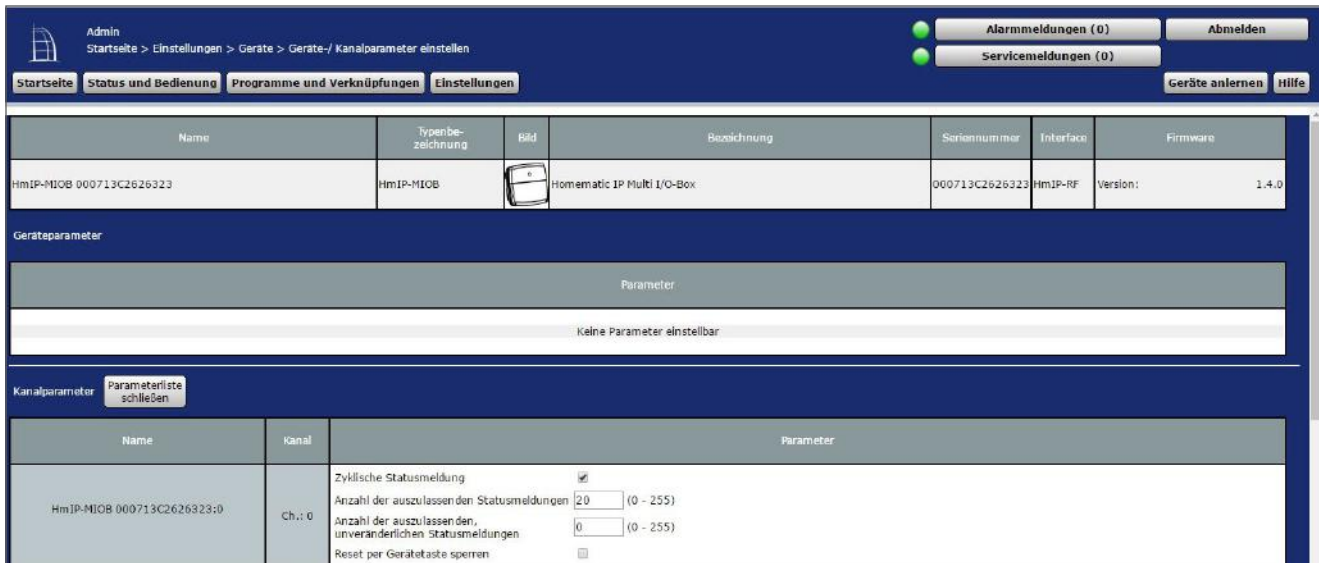 Admin
Startseite > Einstellungen > Geräte > Geräte-/ Kanalparameter einstellen
Alarmmeldungen (0)
Abmelden
Servicemeldungen (0)
Startseite
Status und Bedienung
Programme und Verknüpfungen
Einstellungen
Geräte anlernen
Hilfe
Name
Typenbe-
zeichnung
Bild
Bezeichnung
Seriennummer
Interface
Firmware
HmIP-MIOB 000713C2626323
HmIP-MIOB
Homematic IP Multi I/O-Box
000713C2626323
HmIP-RF
Version:
1.4.0
Geräteparameter
Parameter
Keine Parameter einstellbar
Kanalparameter
Parameterliste
schließen
Name
Kanal
Parameter
HmIP-MIOB 000713C2626323:0
Ch.: 0
Zyklische Statusmeldung
Anzahl der auszulassenden Statusmeldungen 20 (0 - 255)
Anzahl der auszulassenden,
unveränderlichen Statusmeldungen
0 (0 - 255)
Reset per Gerätetaste sperren